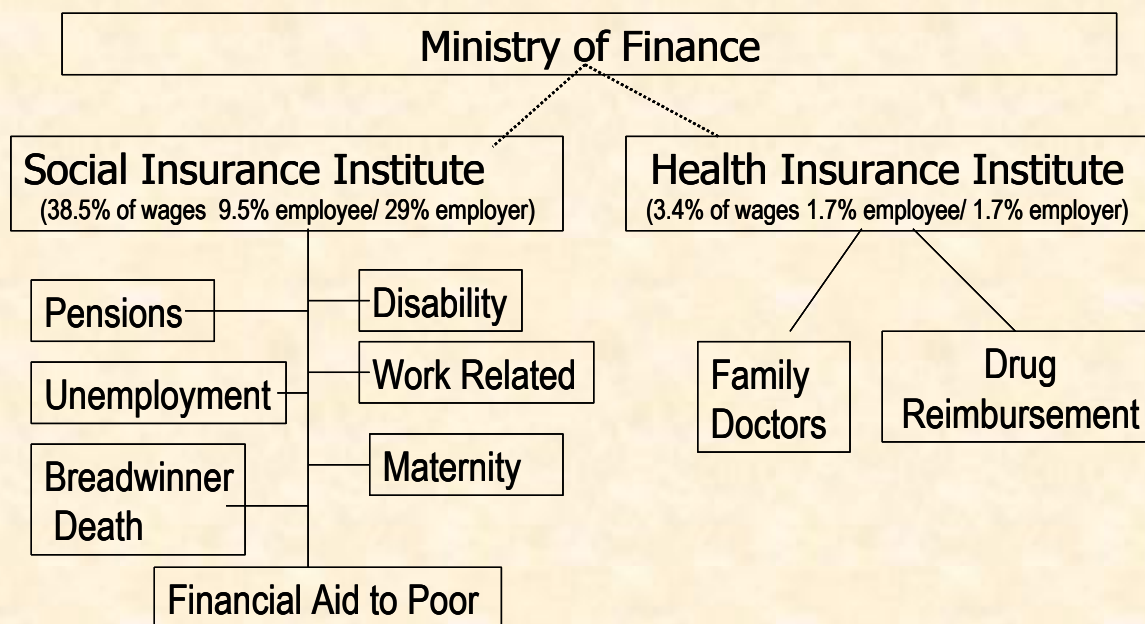 Ministry of Finance
Social Insurance Institute
(38.5% of wages 9.5% employee/ 29% employer)
Health Insurance Institute
(3.4% of wages 1.7% employee/ 1.7% employer)
Pensions
Disability
Unemployment
Work Related
Breadwinner
Death
Maternity
Financial Aid to Poor
Family
Doctors
Drug
Reimbursement